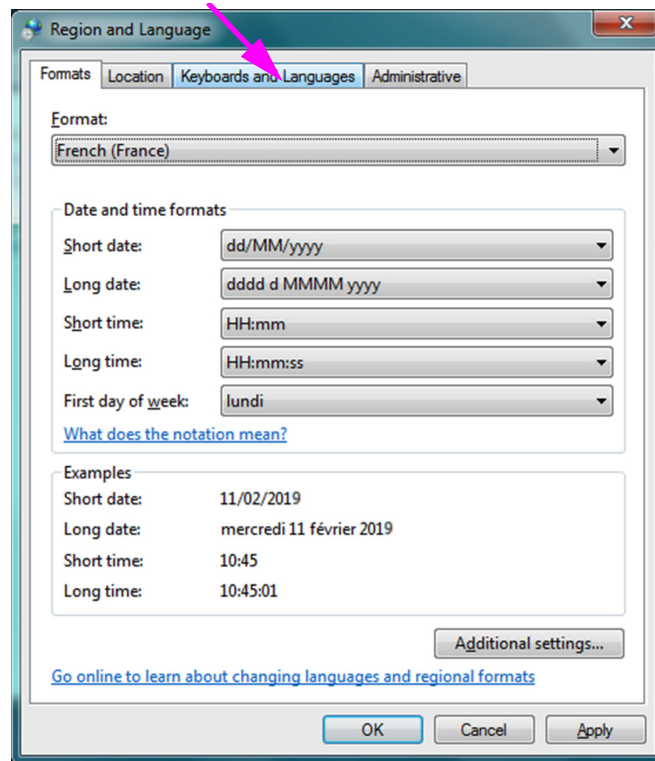 Region and Language
Formats Location Keyboards and Languages Administrative
Format:
French (France)
Date and time formats
Short date: dd/MM/yyyy
Long date: dddd d MMMM yyyy
Short time: HH:mm
Long time: HH:mm:ss
First day of week: lundi
What does the notation mean?
Examples
Short date: 11/02/2019
Long date: mercredi 11 février 2019
Short time: 10:45
Long time: 10:45:01
Additional settings...
Go online to learn about changing languages and regional formats
OK Cancel Apply